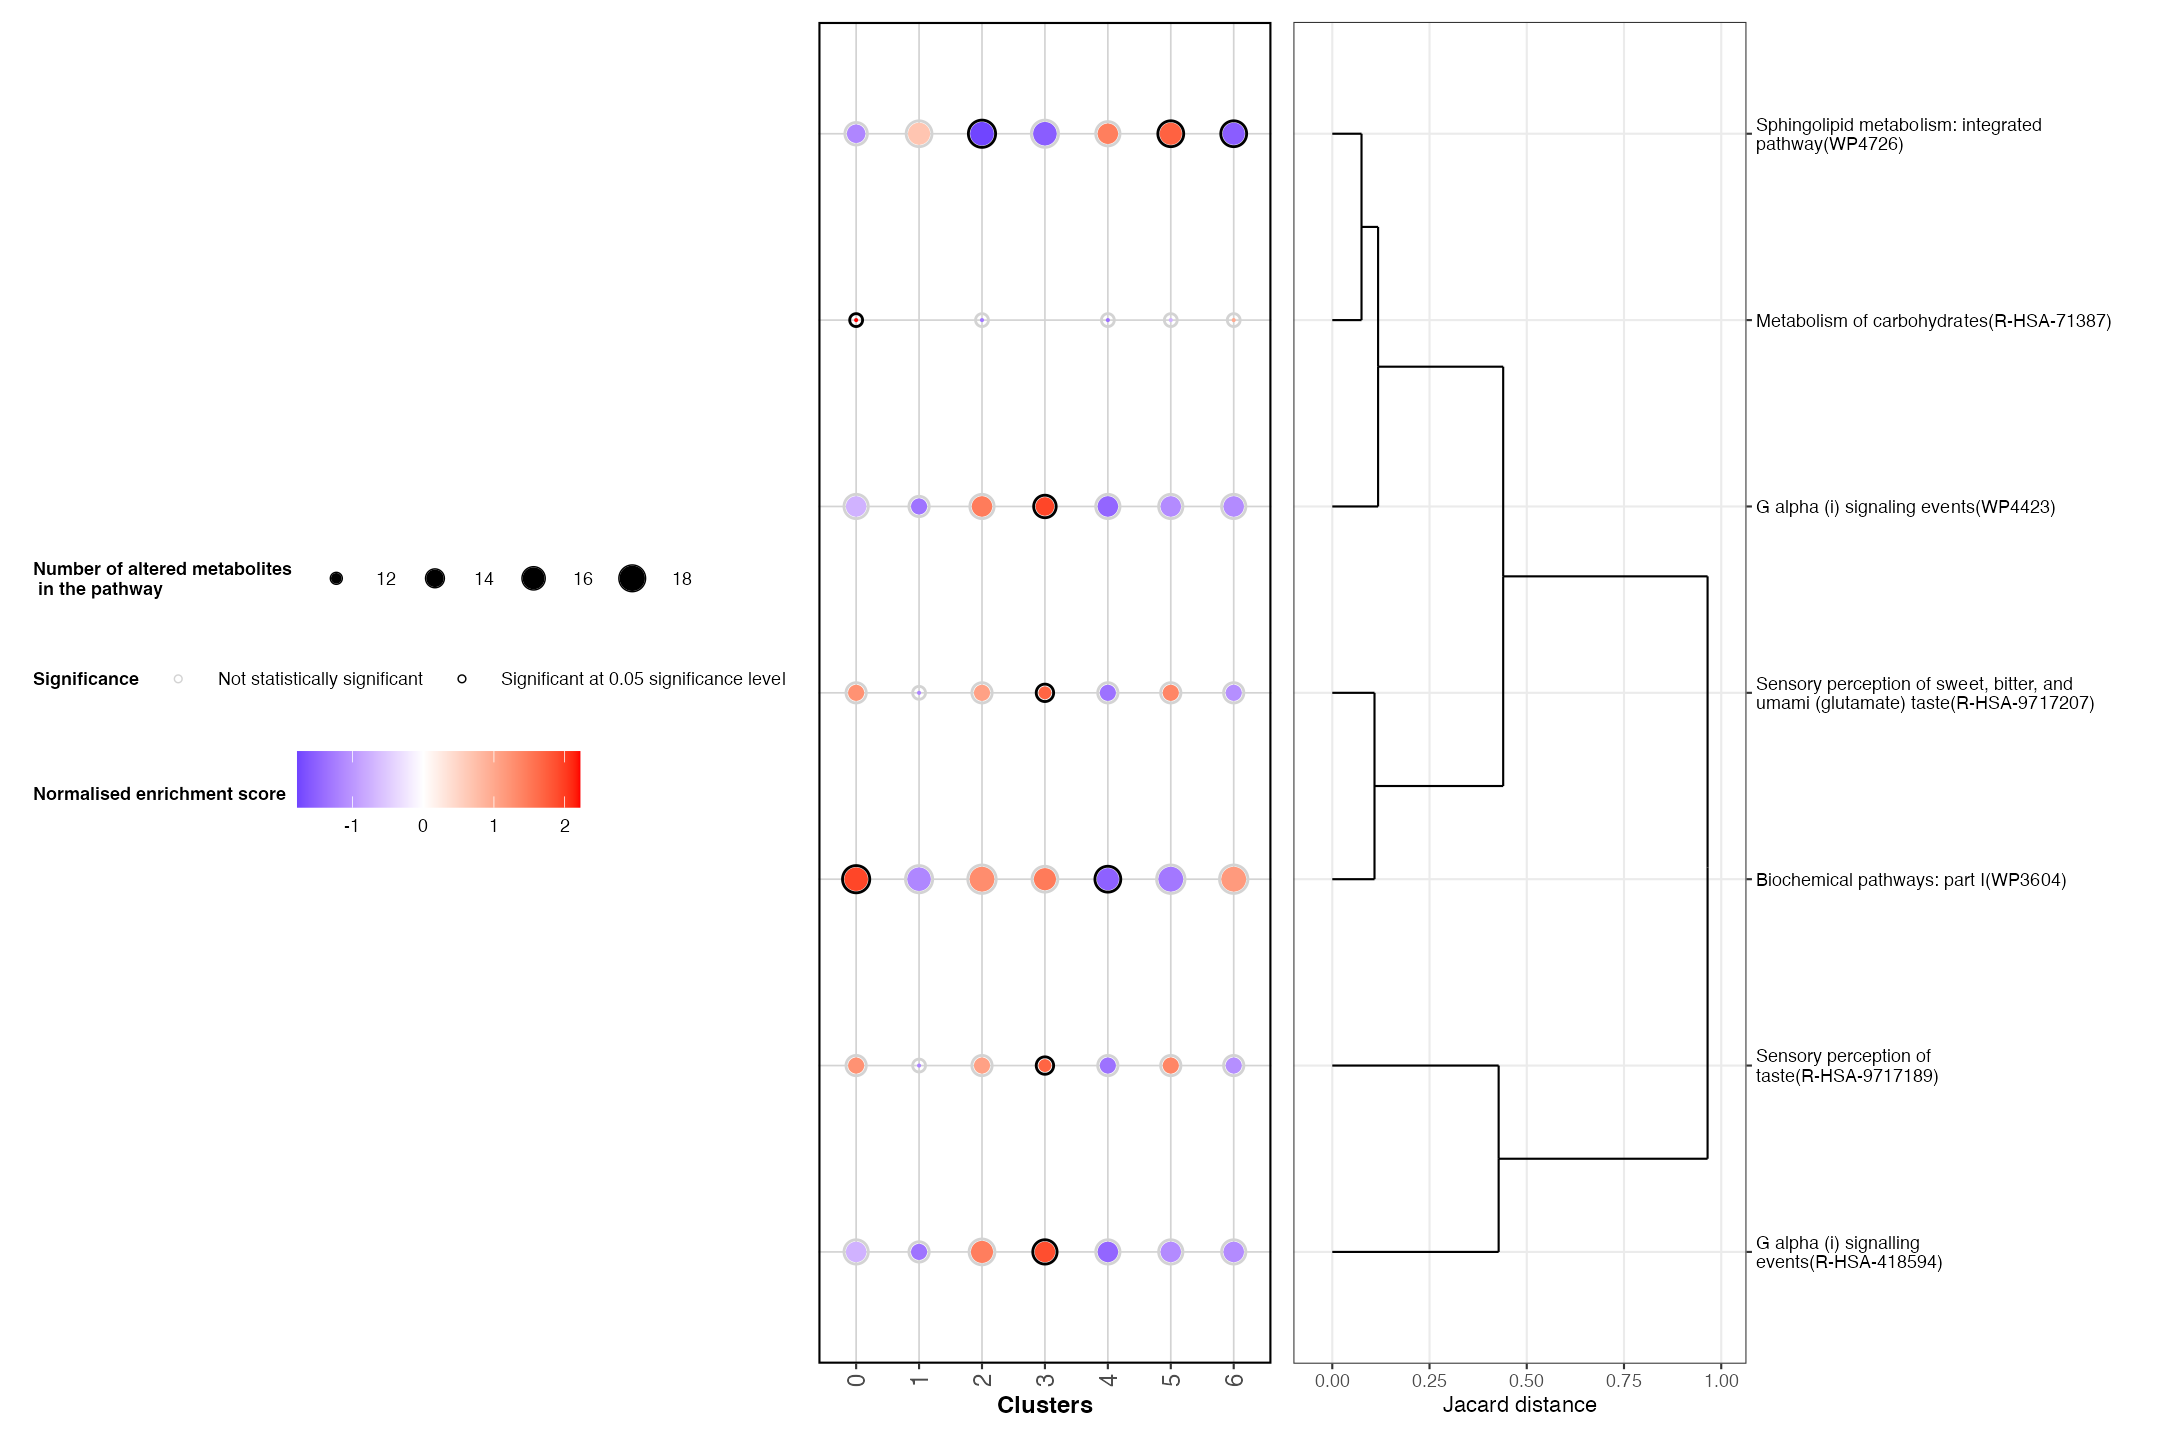 Number of altered metabolites
in the pathway
12 14 16 18
Significance
Not statistically significant
Significant at 0.05 significance level
Normalised enrichment score
-1 0 1 2
0 1 2 3 4 5 6
Clusters
0.00 0.25 0.50 0.75 1.00
Jacard distance
Sphingolipid metabolism: integrated
pathway(WP4726)
Metabolism of carbohydrates(R-HSA-71387)
G alpha (i) signaling events(WP4423)
Sensory perception of sweet, bitter, and
umami (glutamate) taste(R-HSA-9717207)
Biochemical pathways: part I(WP3604)
Sensory perception of
taste(R-HSA-9717189)
G alpha (i) signalling
events(R-HSA-418594)